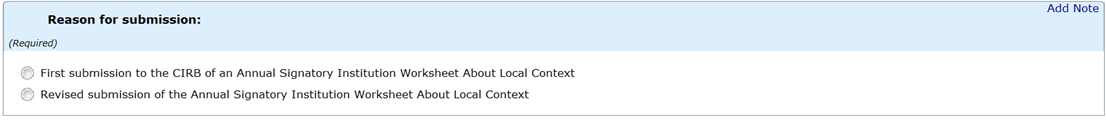 Add Note
Reason for submission:
(Required)
First submission to the CIRB of an Annual Signatory Institution Worksheet About Local Context
Revised submission of the Annual Signatory Institution Worksheet About Local Context